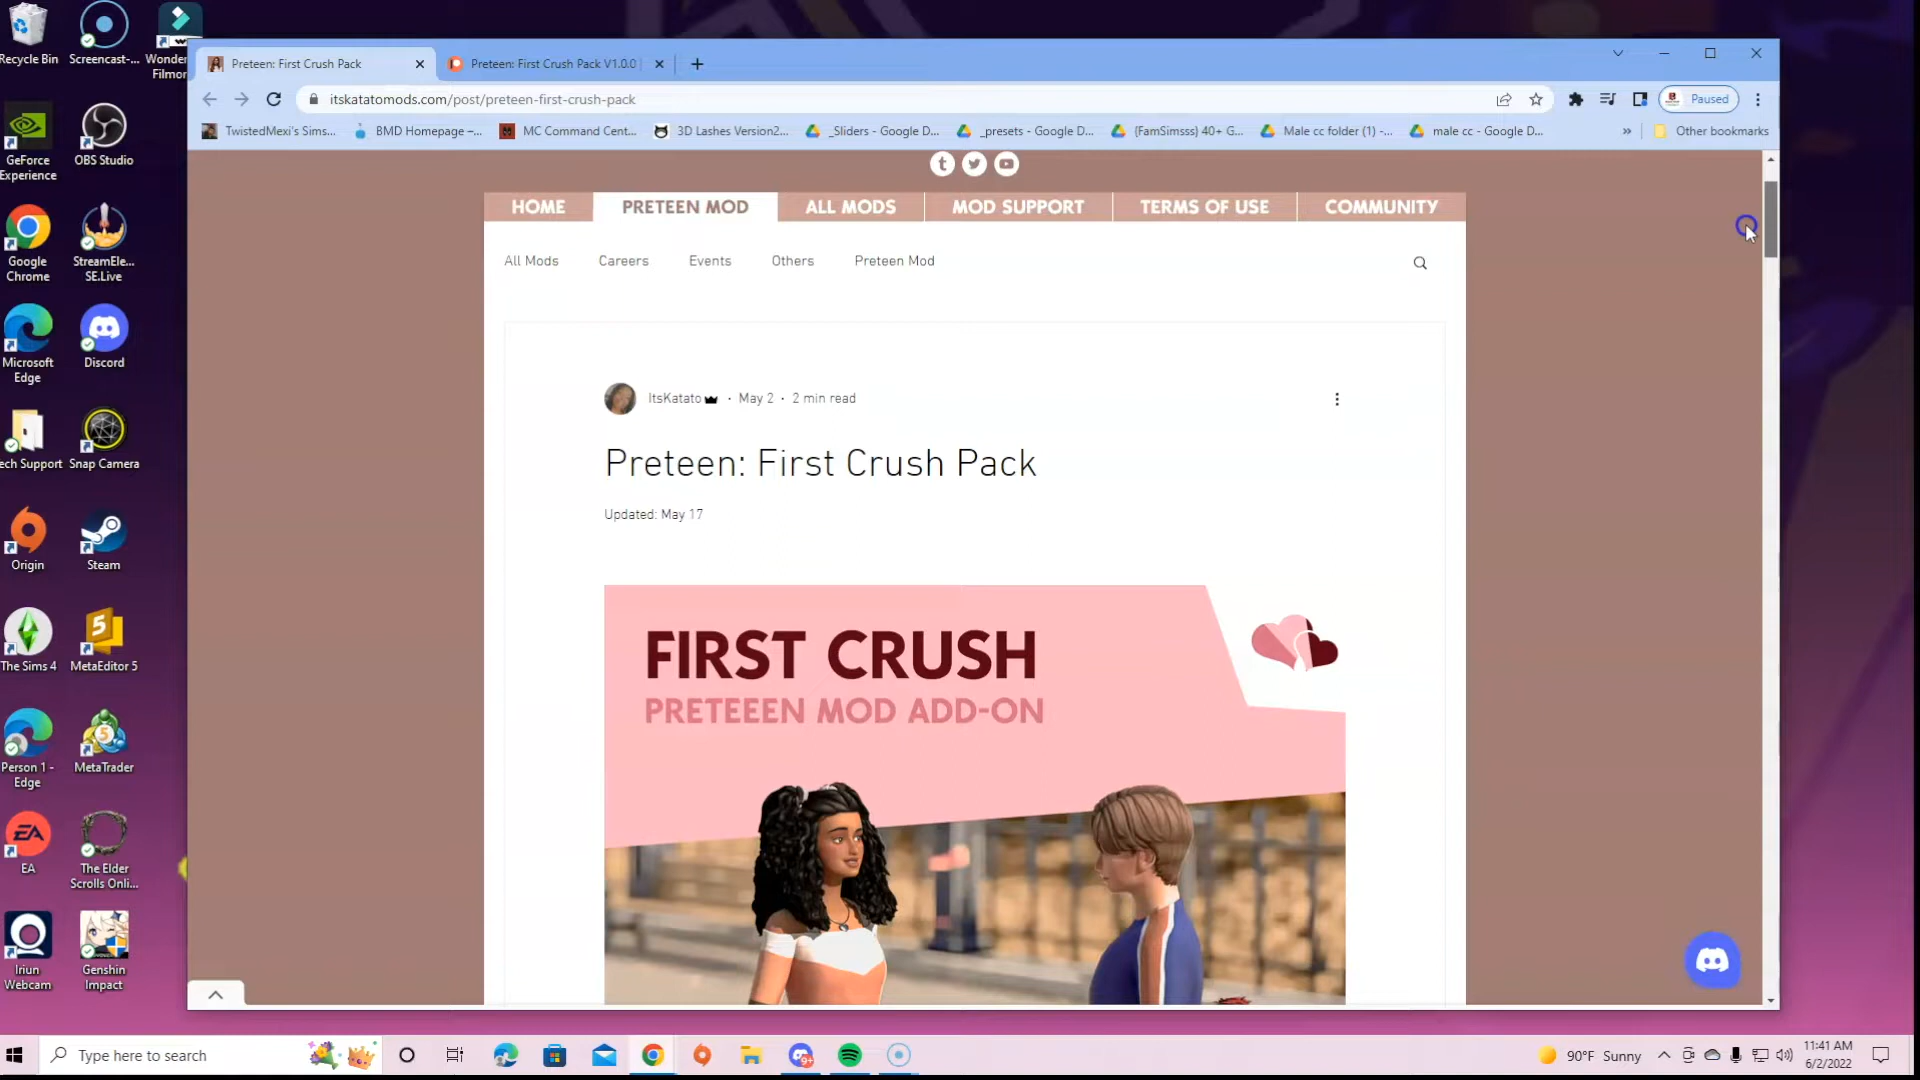 Recycle Bin
Screencast-...
Wonder
Filmor
GeForce
Experience
OBS Studio
Google
Chrome
StreamEle...
SE.Live
Microsoft
Edge
Discord
ech Support
Snap Camera
Origin
Steam
The Sims 4
MetaEditor 5
Person 1 -
Edge
MetaTrader
EA
The Elder
Scrolls Onli...
Iriun
Webcam
Genshin
Impact
Preteen: First Crush Pack
Preteen: First Crush Pack V1.0.0
itskatatomods.com/post/preteen-first-crush-pack
Paused
TwistedMexi's Sims...
BMD Homepage –...
MC Command Cent...
3D Lashes Version2...
_Sliders - Google D...
_presets - Google D...
{FamSimsss} 40+ G...
Male cc folder (1) -...
male cc - Google D...
»
Other bookmarks
HOME
PRETEEN MOD
ALL MODS
MOD SUPPORT
TERMS OF USE
COMMUNITY
All Mods
Careers
Events
Others
Preteen Mod
ItsKatato · May 2 · 2 min read
Preteen: First Crush Pack
Updated: May 17
FIRST CRUSH
PRETEEEN MOD ADD-ON
Type here to search
9+
90°F Sunny
11:41 AM
6/2/2022